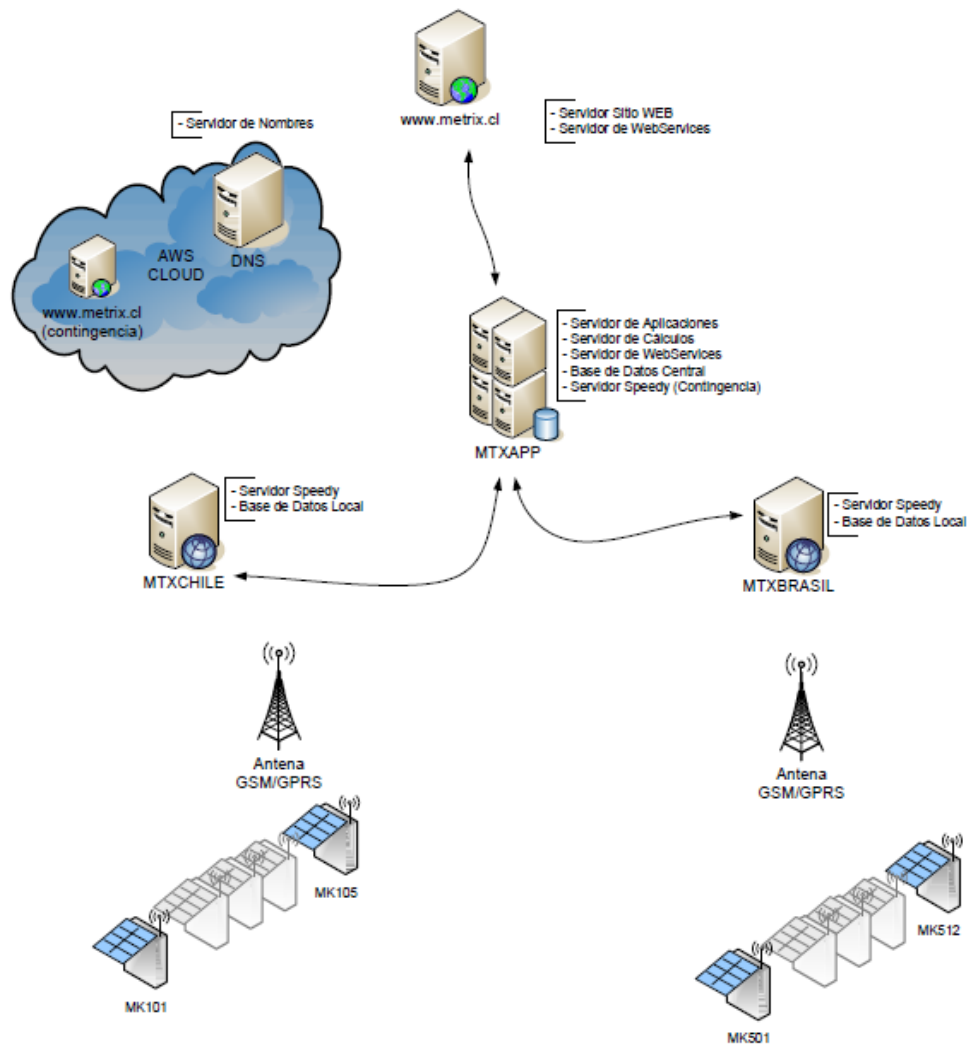 www.metrix.cl
- Servidor Sitio WEB
- Servidor de WebServices
- Servidor de Nombres
AWS
CLOUD
DNS
www.metrix.cl
(contingencia)
- Servidor de Aplicaciones
- Servidor de Cálculos
- Servidor de WebServices
- Base de Datos Central
- Servidor Speedy (Contingencia)
MTXAPP
- Servidor Speedy
- Base de Datos Local
MTXCHILE
- Servidor Speedy
- Base de Datos Local
MTXBRASIL
Antena
GSM/GPRS
Antena
GSM/GPRS
MK105
MK101
MK512
MK501